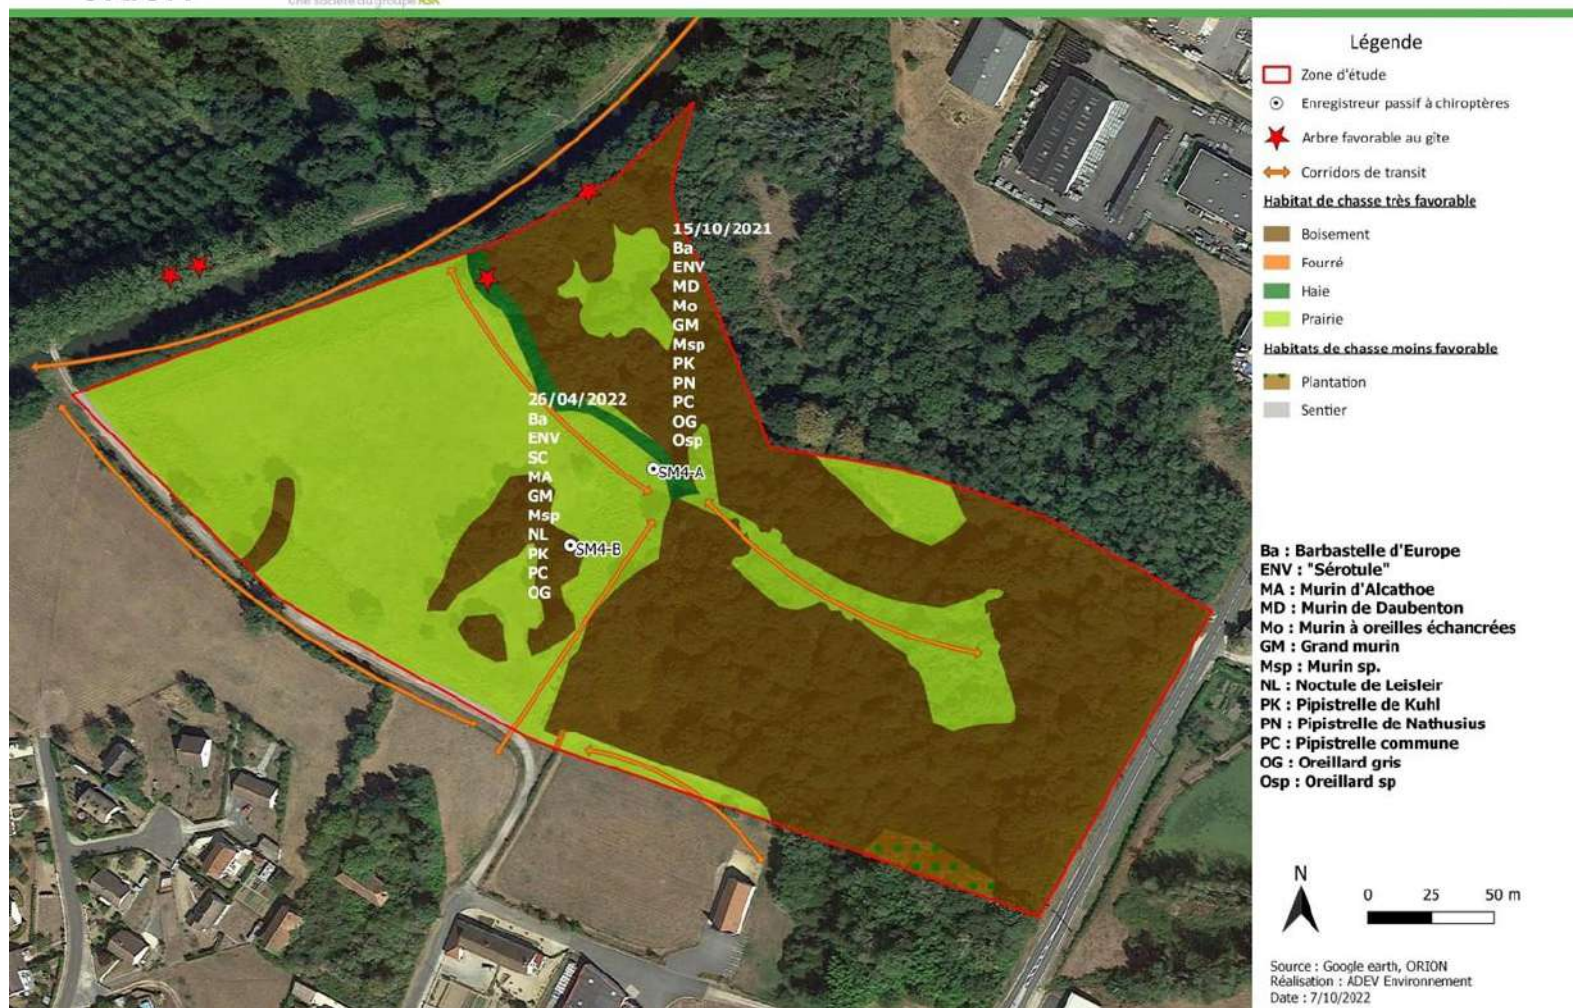 Une société du groupe RSK
Légende
Zone d'étude
Enregistreur passif à chiroptères
Arbre favorable au gîte
Corridors de transit
Habitat de chasse très favorable
Boisement
Fourré
Haie
Prairie
Habitats de chasse moins favorable
Plantation
Sentier
15/10/2021
Ba
ENV
MD
Mo
GM
Msp
PK
PN
PC
OG
Osp
SM4-A
26/04/2022
Ba
ENV
SC
MA
GM
Msp
NL
PK
PC
OG
SM4-B
Ba : Barbastelle d'Europe
ENV : "Sérotule"
MA : Murin d'Alcathoe
MD : Murin de Daubenton
Mo : Murin à oreilles échancrées
GM : Grand murin
Msp : Murin sp.
NL : Noctule de Leisleir
PK : Pipistrelle de Kuhl
PN : Pipistrelle de Nathusius
PC : Pipistrelle commune
OG : Oreillard gris
Osp : Oreillard sp
N
0 25 50 m
Source : Google earth, ORION
Réalisation : ADEV Environnement
Date : 7/10/2022